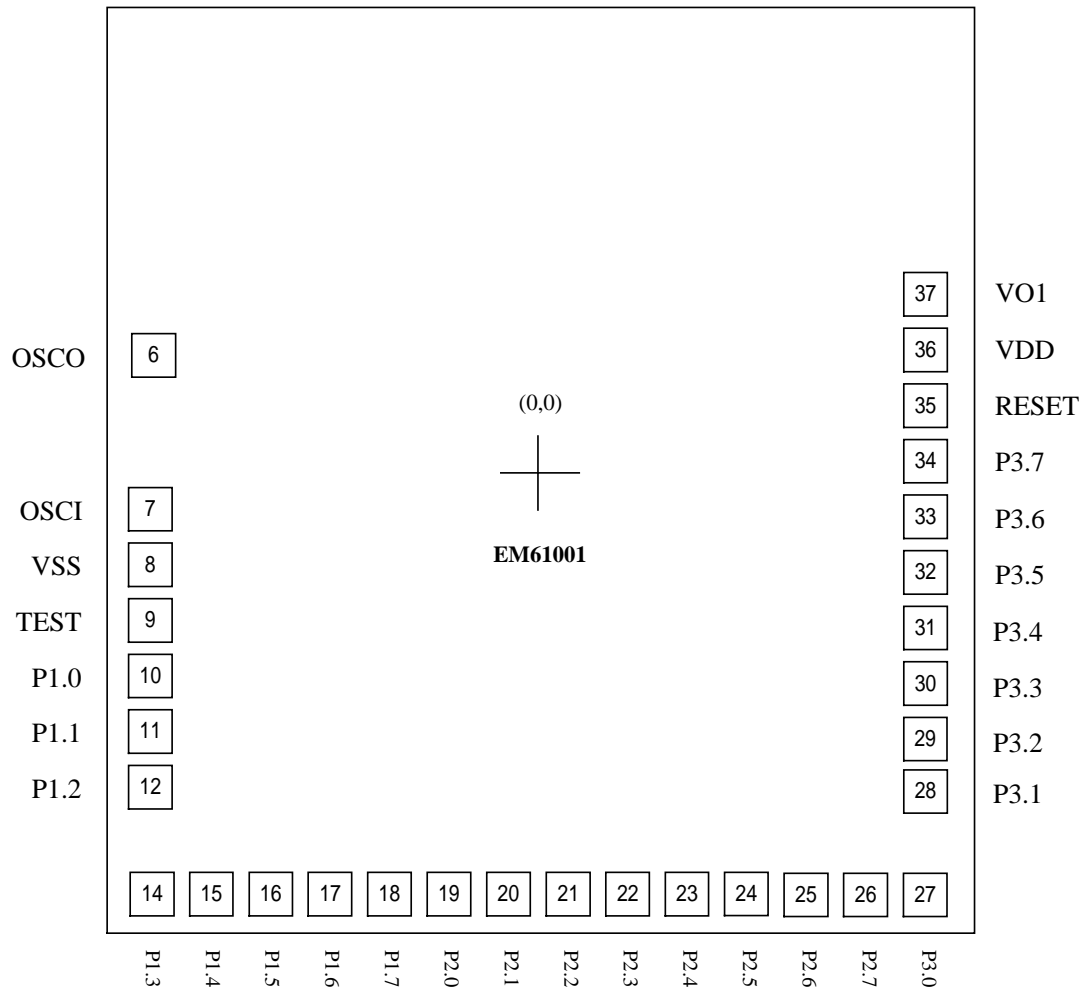 37 VO1
OSCO 6 36 VDD
(0,0) 35 RESET
34 P3.7
OSCI 7 33 P3.6
VSS 8 EM61001 32 P3.5
TEST 9 31 P3.4
P1.0 10 30 P3.3
P1.1 11 29 P3.2
P1.2 12 28 P3.1
14 15 16 17 18 19 20 21 22 23 24 25 26 27
P1.3 P1.4 P1.5 P1.6 P1.7 P2.0 P2.1 P2.2 P2.3 P2.4 P2.5 P2.6 P2.7 P3.0